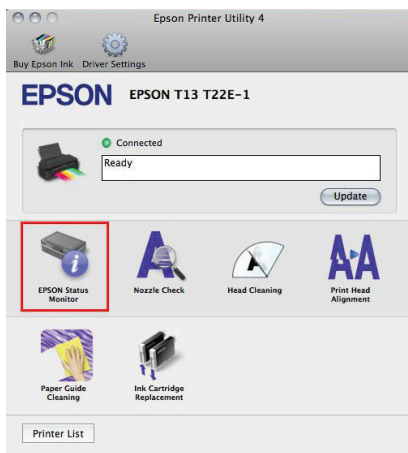 Epson Printer Utility 4
Buy Epson Ink Driver Settings
EPSON EPSON T13 T22E-1
Connected
Ready
Update
EPSON Status
Monitor
Nozzle Check
Head Cleaning
Print Head
Alignment
Paper Guide
Cleaning
Ink Cartridge
Replacement
Printer List